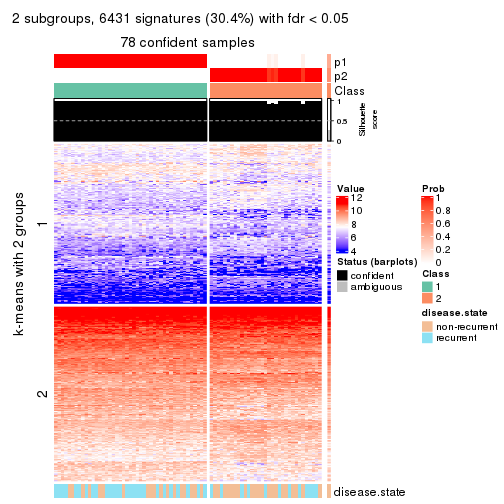 2 subgroups, 6431 signatures (30.4%) with fdr < 0.05
78 confident samples
p1
p2
Class
1
0.5
0
Silhouette
score
k-means with 2 groups
1
2
disease.state
Value
12
10
8
6
4
Status (barplots)
confident
ambiguous
Prob
1
0.8
0.6
0.4
0.2
0
Class
1
2
disease.state
non-recurrent
recurrent